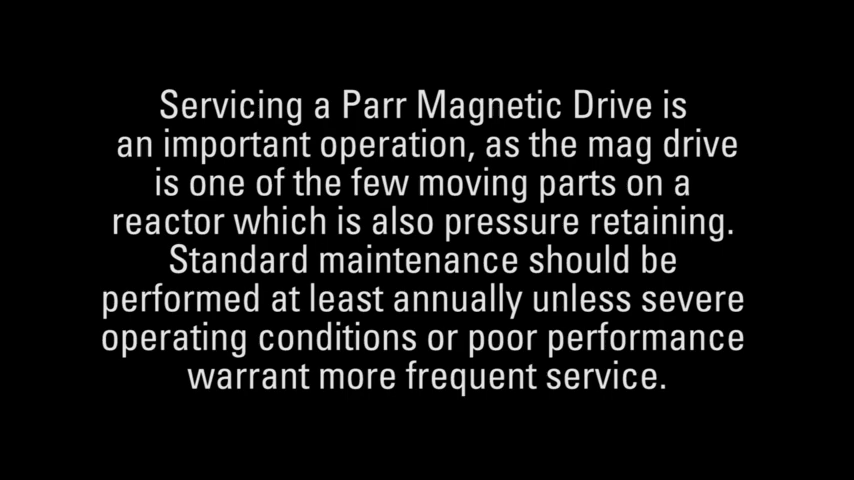 Servicing a Parr Magnetic Drive is
an important operation, as the mag drive
is one of the few moving parts on a
reactor which is also pressure retaining.
Standard maintenance should be
performed at least annually unless severe
operating conditions or poor performance
warrant more frequent service.